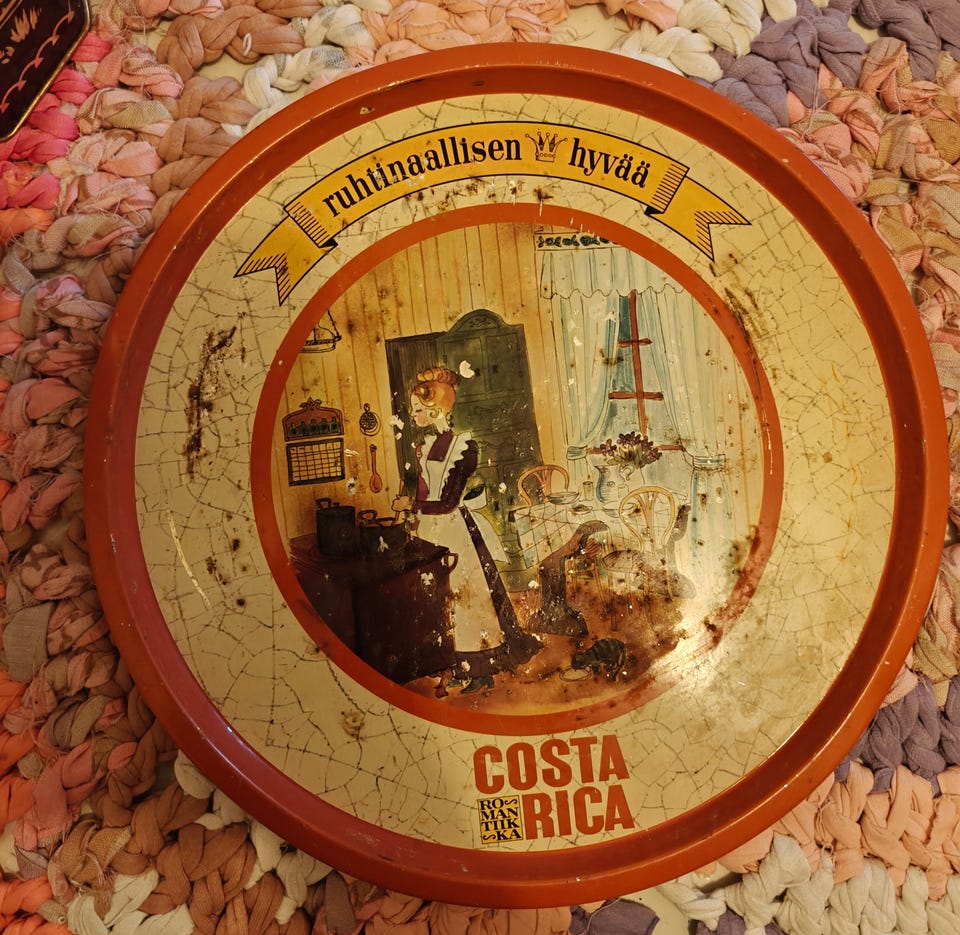 ruhtinaallisen hyvää
COSTA
RICA
RO
MAN
TIIK
KA